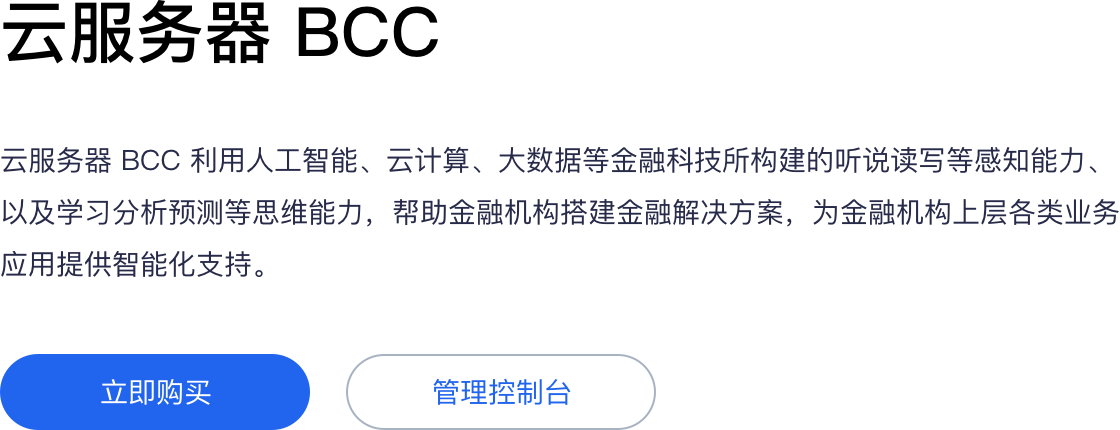 云服务器 BCC
云服务器 BCC 利用人工智能、云计算、大数据等金融科技所构建的听说读写等感知能力、
以及学习分析预测等思维能力，帮助金融机构搭建金融解决方案，为金融机构上层各类业务
应用提供智能化支持。
立即购买
管理控制台